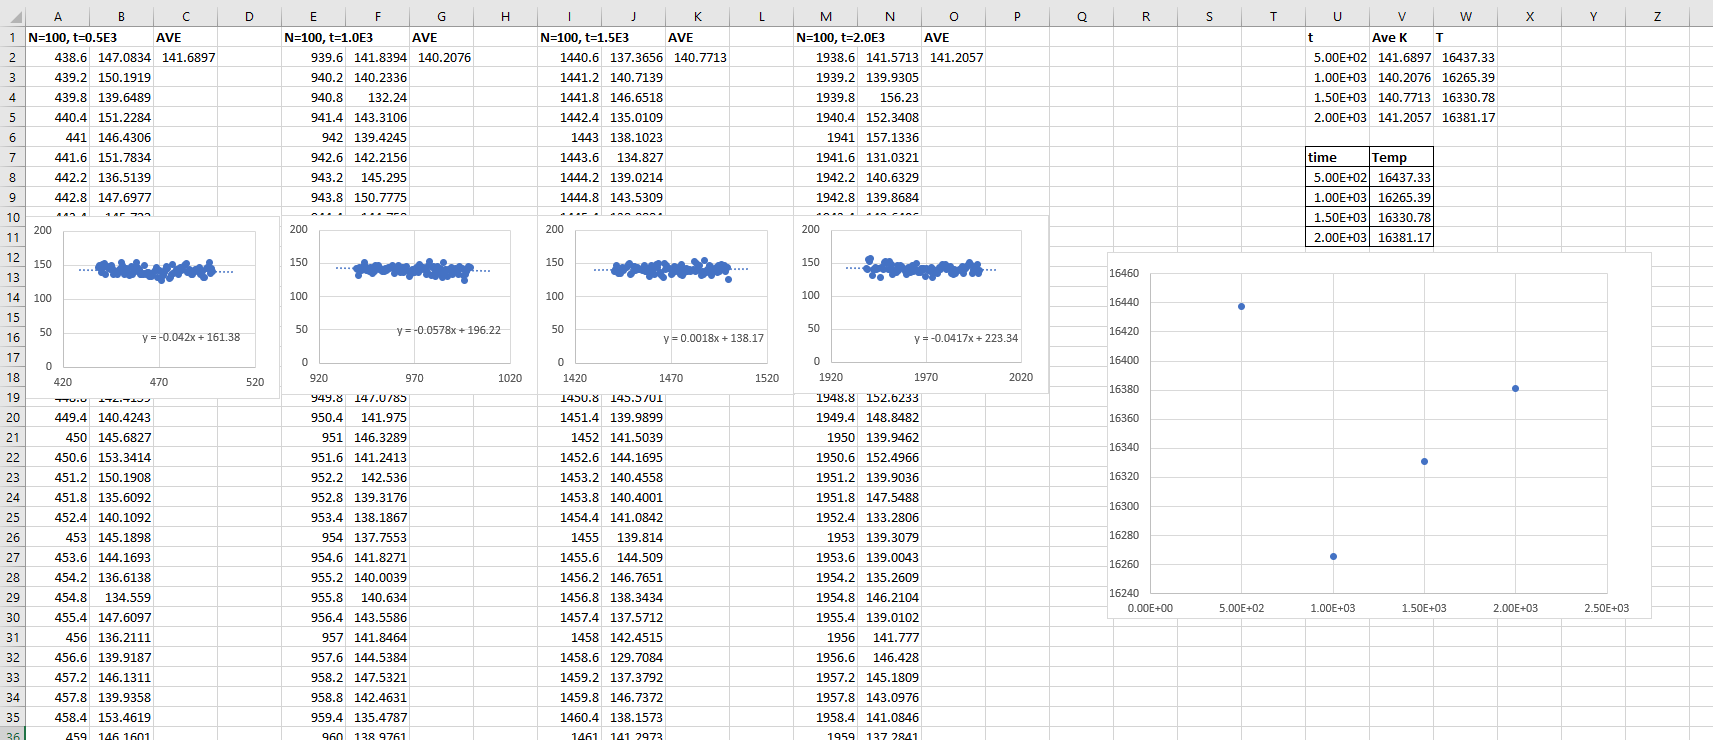 A B C D E F G H I J K L M N O P Q R S T U V W X Y Z
1 N=100, t=0.5E3 AVE N=100, t=1.0E3 AVE N=100, t=1.5E3 AVE N=100, t=2.0E3 AVE t Ave K T
2 438.6 147.0834 141.6897 939.6 141.8394 140.2076 1440.6 137.3656 140.7713 1938.6 141.5713 141.2057 5.00E+02 141.6897 16437.33
3 439.2 150.1919 940.2 140.2336 1441.2 140.7139 1939.2 139.9305 1.00E+03 140.2076 16265.39
4 439.8 139.6489 940.8 132.24 1441.8 146.6518 1939.8 156.23 1.50E+03 140.7713 16330.78
5 440.4 151.2284 941.4 143.3106 1442.4 135.0109 1940.4 152.3408 2.00E+03 141.2057 16381.17
6 441 146.4306 942 139.4245 1443 138.1023 1941 157.1336
7 441.6 151.7834 942.6 142.2156 1443.6 134.827 1941.6 131.0321 time Temp
8 442.2 136.5139 943.2 145.295 1444.2 139.0214 1942.2 140.6329 5.00E+02 16437.33
9 442.8 147.6977 943.8 150.7775 1444.8 143.5309 1942.8 139.8684 1.00E+03 16265.39
10 1.50E+03 16330.78
11 2.00E+03 16381.17
12
13
14
15
16
17
18
200 150 100 50 0
420 470 520
y = -0.042x + 161.38
200 150 100 50 0
920 970 1020
y = -0.0578x + 196.22
200 150 100 50 0
1420 1470 1520
y = 0.0018x + 138.17
200 150 100 50 0
1920 1970 2020
y = -0.0417x + 223.34
16460
16440
16420
16400
16380
16360
16340
16320
16300
16280
16260
16240
0.00E+00 5.00E+02 1.00E+03 1.50E+03 2.00E+03 2.50E+03
19 949.8 147.0785 1450.8 145.5701 1948.8 152.6233
20 449.4 140.4243 950.4 141.975 1451.4 139.9899 1949.4 148.8482
21 450 145.6827 951 146.3289 1452 141.5039 1950 139.9462
22 450.6 153.3414 951.6 141.2413 1452.6 144.1695 1950.6 152.4966
23 451.2 150.1908 952.2 142.536 1453.2 140.4558 1951.2 139.9036
24 451.8 135.6092 952.8 139.3176 1453.8 140.4001 1951.8 147.5488
25 452.4 140.1092 953.4 138.1867 1454.4 141.0842 1952.4 133.2806
26 453 145.1898 954 137.7553 1455 139.814 1953 139.3079
27 453.6 144.1693 954.6 141.8271 1455.6 144.509 1953.6 139.0043
28 454.2 136.6138 955.2 140.0039 1456.2 146.7651 1954.2 135.2609
29 454.8 134.559 955.8 140.634 1456.8 138.3434 1954.8 146.2104
30 455.4 147.6097 956.4 143.5586 1457.4 137.5712 1955.4 139.0102
31 456 136.2111 957 141.8464 1458 142.4515 1956 141.777
32 456.6 139.9187 957.6 144.5384 1458.6 129.7084 1956.6 146.428
33 457.2 146.1311 958.2 147.5321 1459.2 137.3792 1957.2 145.1809
34 457.8 139.9358 958.8 142.4631 1459.8 146.7372 1957.8 143.0976
35 458.4 153.4619 959.4 135.4787 1460.4 138.1573 1958.4 141.0846
36 459 146.1601 960 138.9761 1461 141.2973 1959 137.2841